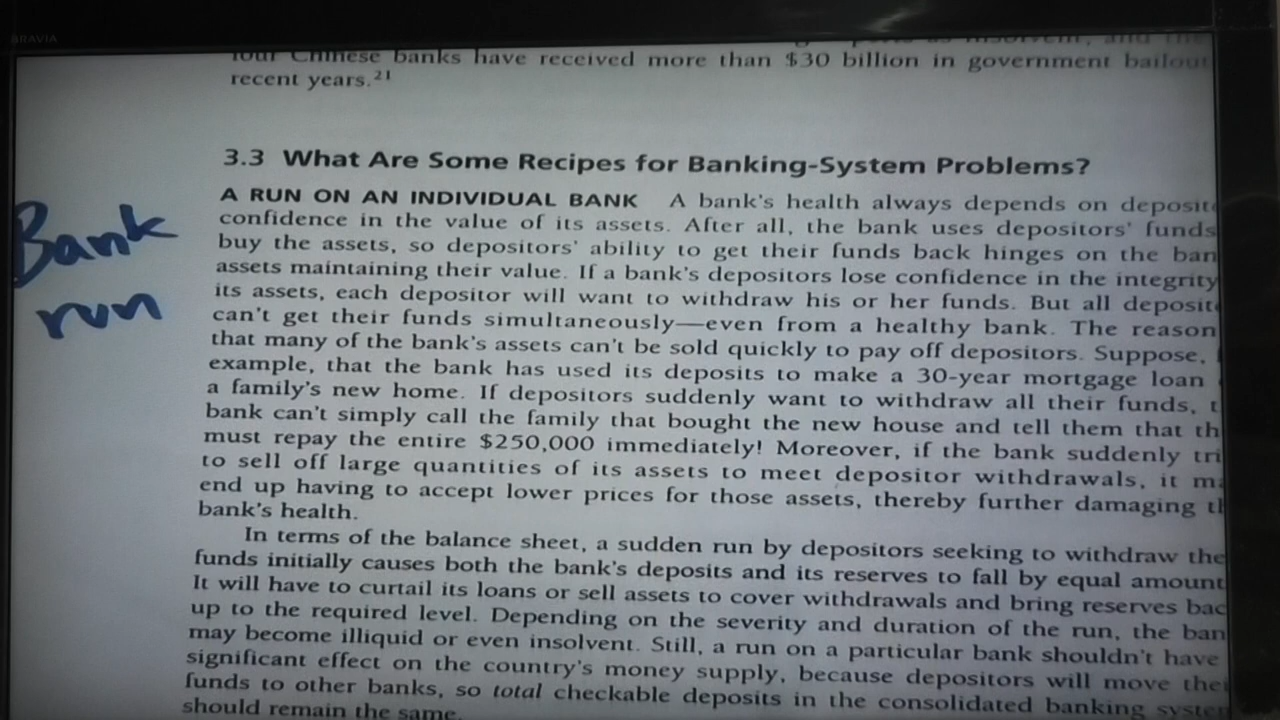 BRAVIA
four Chinese banks have received more than $30 billion in government bailout
recent years.21
3.3 What Are Some Recipes for Banking-System Problems?
A RUN ON AN INDIVIDUAL BANK A bank's health always depends on deposit
confidence in the value of its assets. After all, the bank uses depositors' funds
buy the assets, so depositors' ability to get their funds back hinges on the ban
assets maintaining their value. If a bank's depositors lose confidence in the integrity
its assets, each depositor will want to withdraw his or her funds. But all deposit
can't get their funds simultaneously—even from a healthy bank. The reason
that many of the bank's assets can't be sold quickly to pay off depositors. Suppose,
example, that the bank has used its deposits to make a 30-year mortgage loan
a family's new home. If depositors suddenly want to withdraw all their funds, t
bank can't simply call the family that bought the new house and tell them that th
must repay the entire $250,000 immediately! Moreover, if the bank suddenly tri
to sell off large quantities of its assets to meet depositor withdrawals, it ma
end up having to accept lower prices for those assets, thereby further damaging t
bank's health.
In terms of the balance sheet, a sudden run by depositors seeking to withdraw the
funds initially causes both the bank's deposits and its reserves to fall by equal amount
It will have to curtail its loans or sell assets to cover withdrawals and bring reserves bac
up to the required level. Depending on the severity and duration of the run, the ban
may become illiquid or even insolvent. Still, a run on a particular bank shouldn't have
significant effect on the country's money supply, because depositors will move thei
funds to other banks, so total checkable deposits in the consolidated banking system
should remain the same.
Bank
run